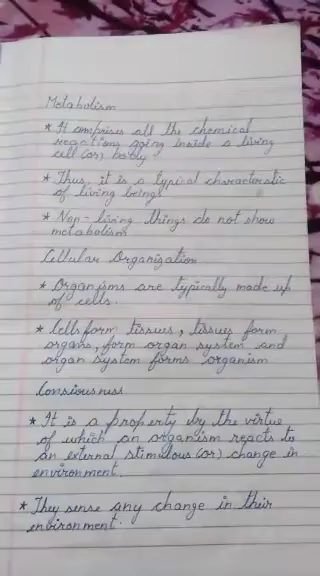 Metabolism
* It comprises all the chemical
reactions going inside a living
cell (or) body
* Thus, it is a typical characteristic
of living beings
* Non-living things do not show
metabolism
Cellular Organization
* Organisms are typically made up
of cells.
* Cells form tissues, tissues form
organs, form organ system and
organ system forms organism
Consiousness
* It is a property by the virtue
of which an organism reacts to
an external stimulous (or) change in
environment.
* They sense any change in their
environment.